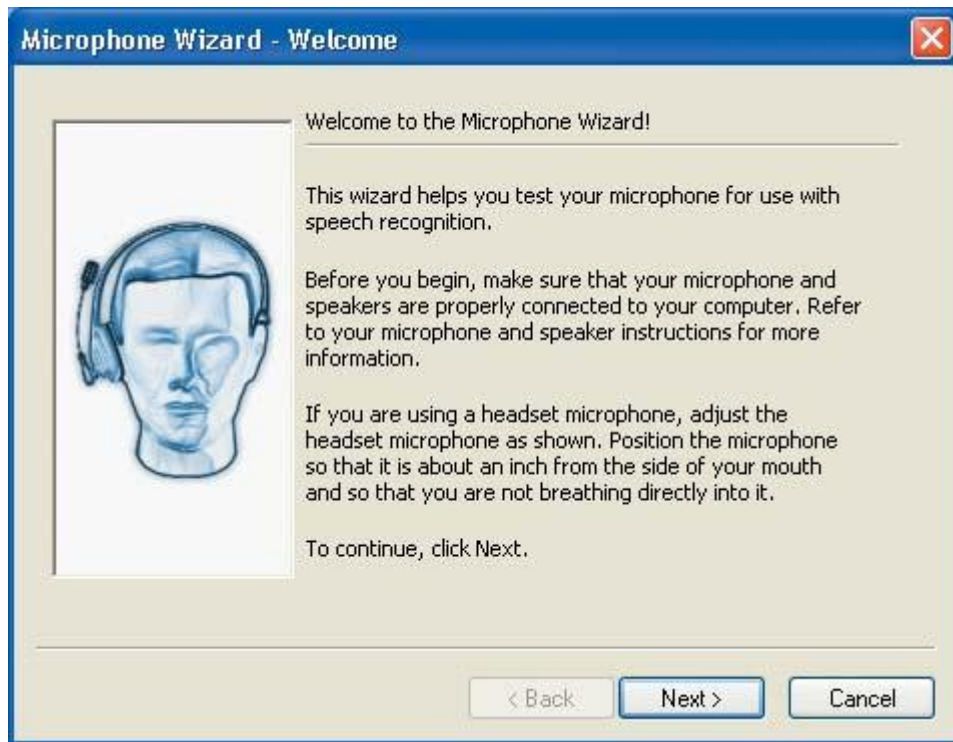 Microphone Wizard - Welcome
Welcome to the Microphone Wizard!
This wizard helps you test your microphone for use with
speech recognition.
Before you begin, make sure that your microphone and
speakers are properly connected to your computer. Refer
to your microphone and speaker instructions for more
information.
If you are using a headset microphone, adjust the
headset microphone as shown. Position the microphone
so that it is about an inch from the side of your mouth
and so that you are not breathing directly into it.
To continue, click Next.
< Back Next > Cancel